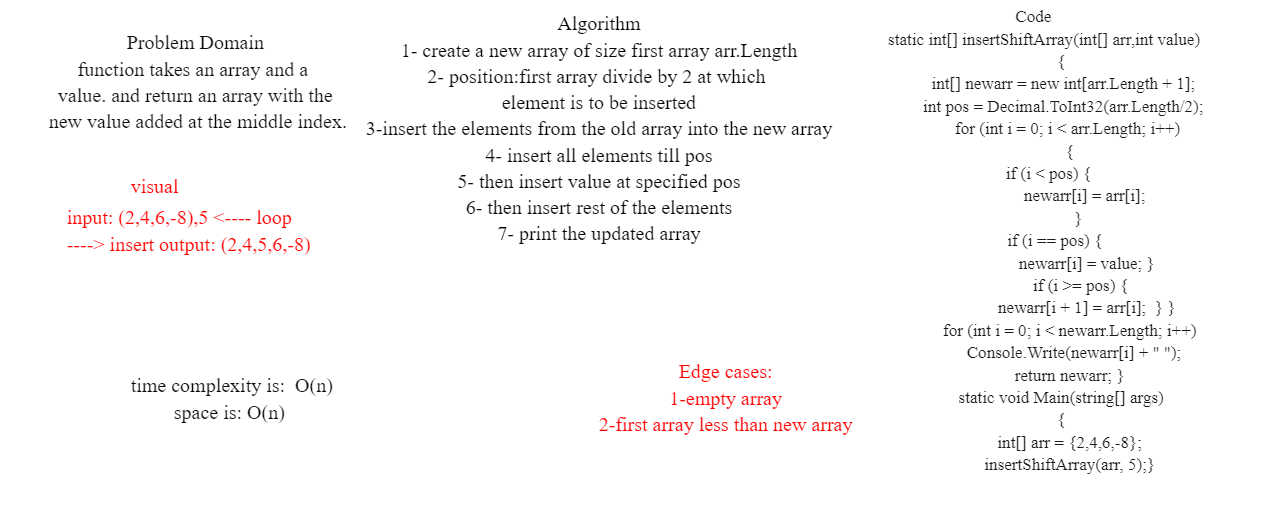 Problem Domain
function takes an array and a
value. and return an array with the
new value added at the middle index.
visual
input: (2,4,6,-8),5 <---- loop
----> insert output: (2,4,5,6,-8)
time complexity is:  O(n)
space is: O(n)
Algorithm
1- create a new array of size first array arr.Length
2- position:first array divide by 2 at which
element is to be inserted
3-insert the elements from the old array into the new array
4- insert all elements till pos
5- then insert value at specified pos
6- then insert rest of the elements
7- print the updated array
Edge cases:
1-empty array
2-first array less than new array
Code
static int[] insertShiftArray(int[] arr,int value)
{
int[] newarr = new int[arr.Length + 1];
int pos = Decimal.ToInt32(arr.Length/2);
for (int i = 0; i < arr.Length; i++)
{
if (i < pos) {
newarr[i] = arr[i];
}
if (i == pos) {
newarr[i] = value; }
if (i >= pos) {
newarr[i + 1] = arr[i];  } }
for (int i = 0; i < newarr.Length; i++)
Console.Write(newarr[i] + " ");
return newarr; }
static void Main(string[] args)
{
int[] arr = {2,4,6,-8};
insertShiftArray(arr, 5);}